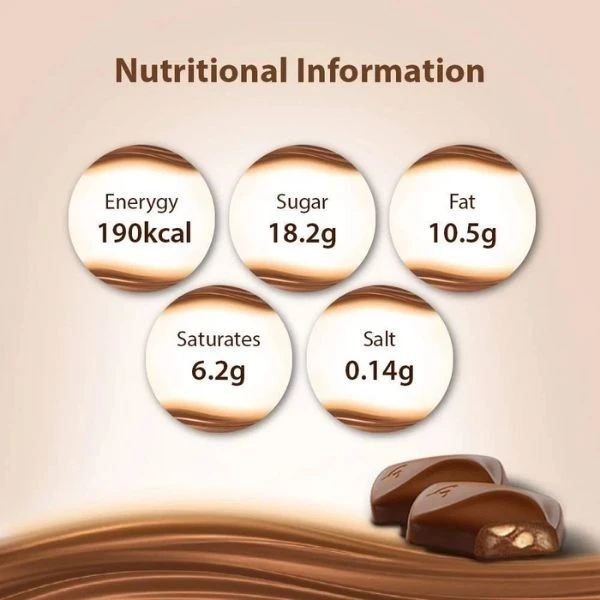 Nutritional Information
Enerygy
190kcal
Sugar
18.2g
Fat
10.5g
Saturates
6.2g
Salt
0.14g